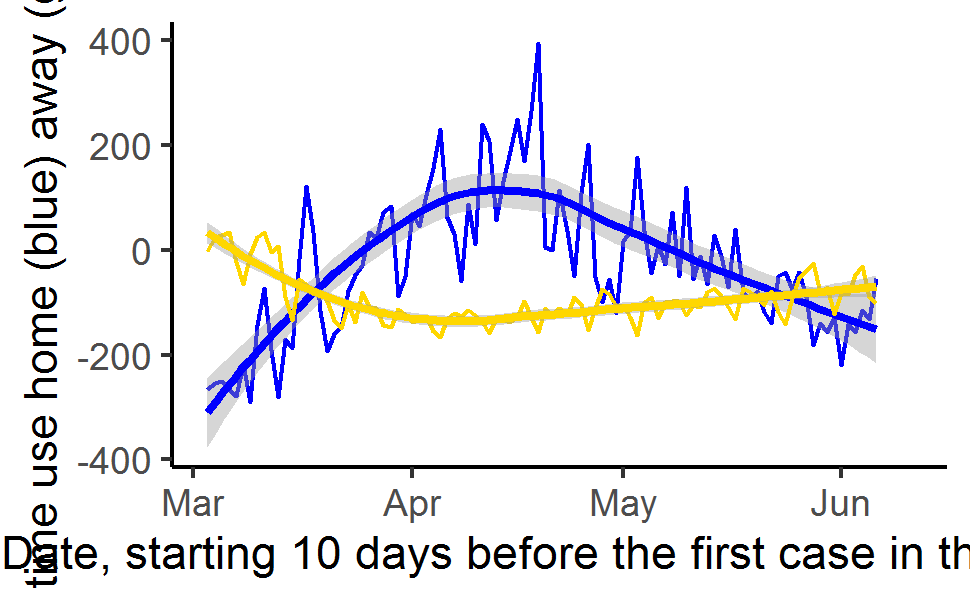 time use home (blue) away (
400
200
0
-200
-400
Mar Apr May Jun
Date, starting 10 days before the first case in th